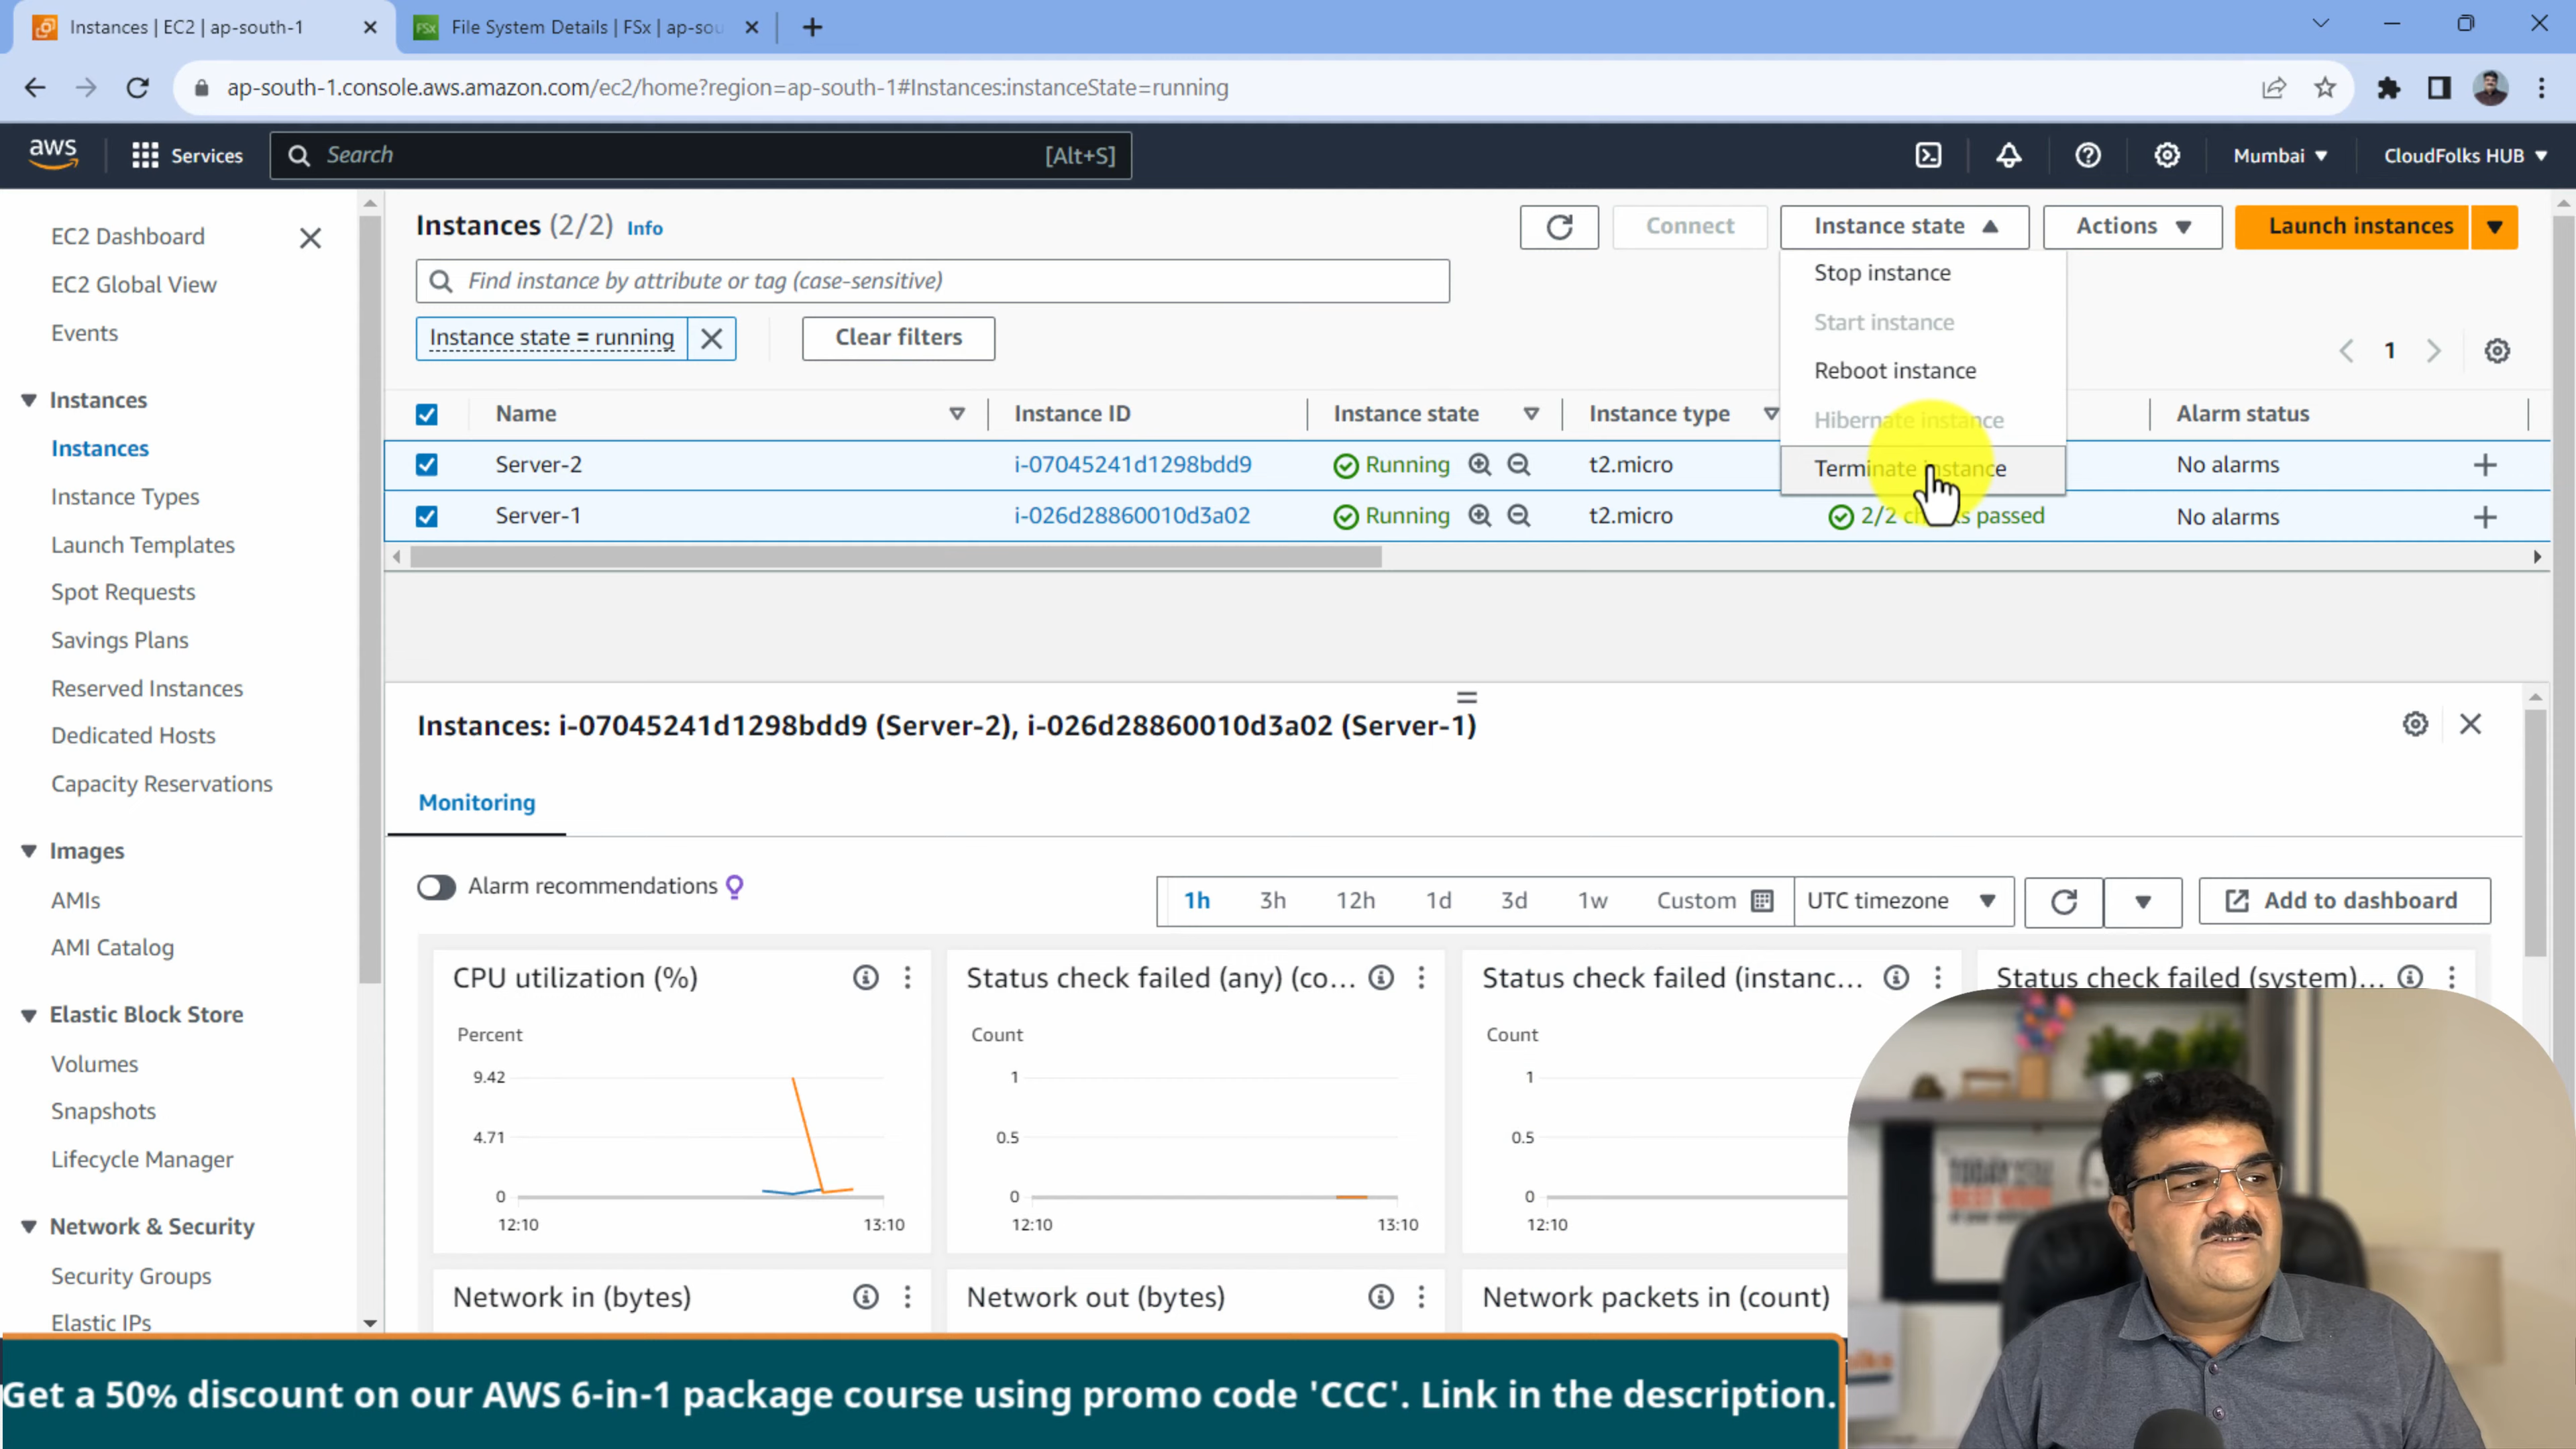 Instances | EC2 | ap-south-1
FSx File System Details | FSx | ap-sou
ap-south-1.console.aws.amazon.com/ec2/home?region=ap-south-1#Instances:instanceState=running
aws Services Search [Alt+S] Mumbai CloudFolks HUB
EC2 Dashboard
EC2 Global View
Events
Instances
Instances
Instance Types
Launch Templates
Spot Requests
Savings Plans
Reserved Instances
Dedicated Hosts
Capacity Reservations
Images
AMIs
AMI Catalog
Elastic Block Store
Volumes
Snapshots
Lifecycle Manager
Network & Security
Security Groups
Elastic IPs
Instances (2/2) Info Connect Instance state Actions Launch instances
Find instance by attribute or tag (case-sensitive)
Instance state = running Clear filters
1
Stop instance
Start instance
Reboot instance
Hibernate instance
Terminate instance
Name Instance ID Instance state Instance type Alarm status
Server-2 i-07045241d1298bdd9 Running t2.micro No alarms
Server-1 i-026d28860010d3a02 Running t2.micro 2/2 checks passed No alarms
Instances: i-07045241d1298bdd9 (Server-2), i-026d28860010d3a02 (Server-1)
Monitoring
Alarm recommendations 1h 3h 12h 1d 3d 1w Custom UTC timezone Add to dashboard
CPU utilization (%)
Percent
9.42
4.71
0
12:10 13:10
Status check failed (any) (co...
Count
1
0.5
0
12:10 13:10
Status check failed (instanc...
Count
1
0.5
0
12:10
Status check failed (system)...
Network in (bytes)
Network out (bytes)
Network packets in (count)
Get a 50% discount on our AWS 6-in-1 package course using promo code 'CCC'. Link in the description.